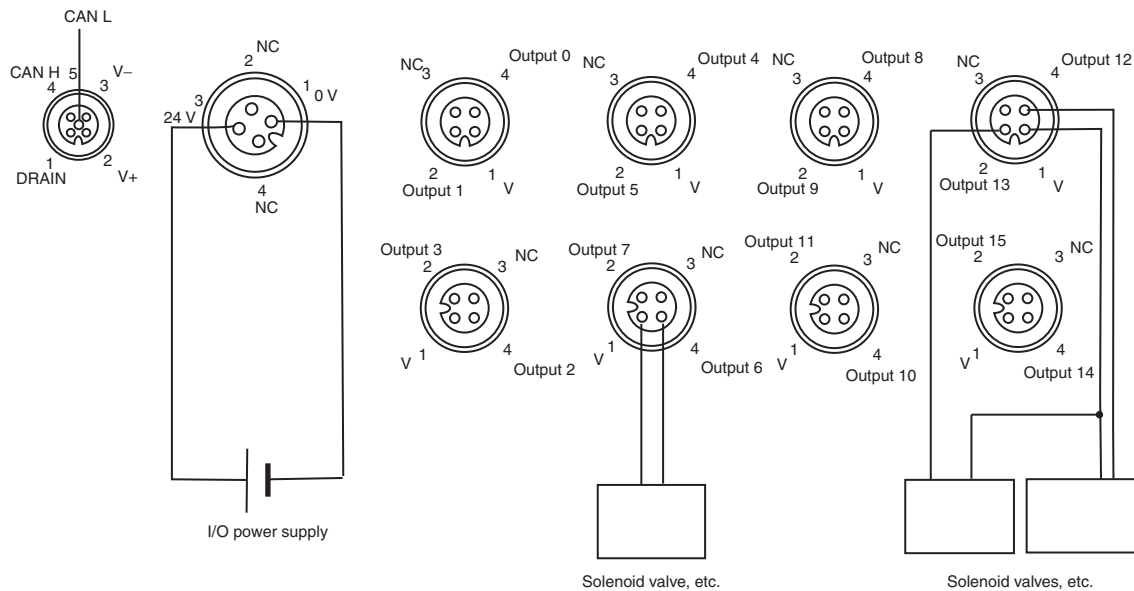 CAN L
CAN H
5
V–
4
3
1
2
DRAIN
V+
NC
2
3
1
0 V
24 V
4
NC
I/O power supply
NC
3
4
Output 0
2
1
Output 1
V
NC
3
4
Output 4
2
1
Output 5
V
NC
3
4
Output 8
2
1
Output 9
V
NC
3
4
Output 12
2
1
Output 13
V
Output 3
2
3
NC
V
1
4
Output 2
Output 7
2
3
NC
V
1
4
Output 6
Output 11
2
3
NC
V
1
4
Output 10
Output 15
2
3
NC
V
1
4
Output 14
Solenoid valve, etc.
Solenoid valves, etc.